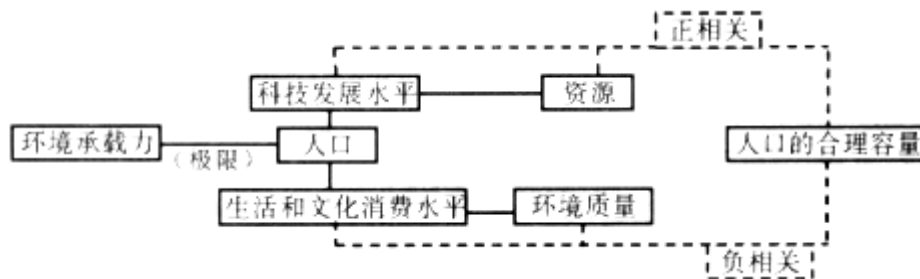 正相关
科技发展水平
资源
环境承载力
(极限)
人口
人口的合理容量
生活和文化消费水平
环境质量
负相关